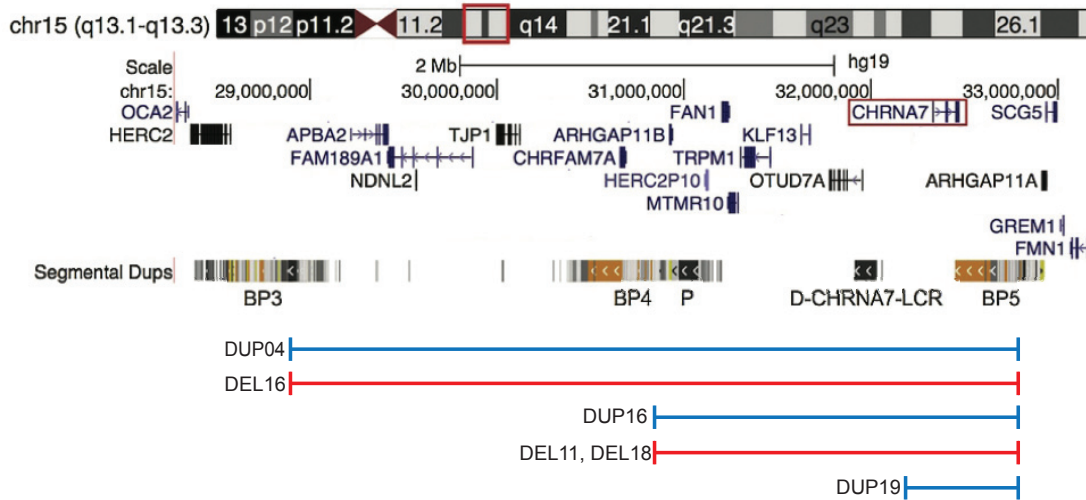 chr15 (q13.1-q13.3) 13 p12 p11.2 11.2 q14 21.1 q21.3 q23 26.1
Scale 2 Mb hg19
chr15: 29,000,000 30,000,000 31,000,000 32,000,000 33,000,000
OCA2 FAN1 CHRNA7 SCG5
HERC2 APBA2 TJP1 ARHGAP11B KLF13
FAM189A1 CHRFAM7A TRPM1
NDNL2 HERC2P10 OTUD7A ARHGAP11A
MTMR10
GREM1
FMN1
Segmental Dups
BP3 BP4 P D-CHRNA7-LCR BP5
DUP04
DEL16
DUP16
DEL11, DEL18
DUP19